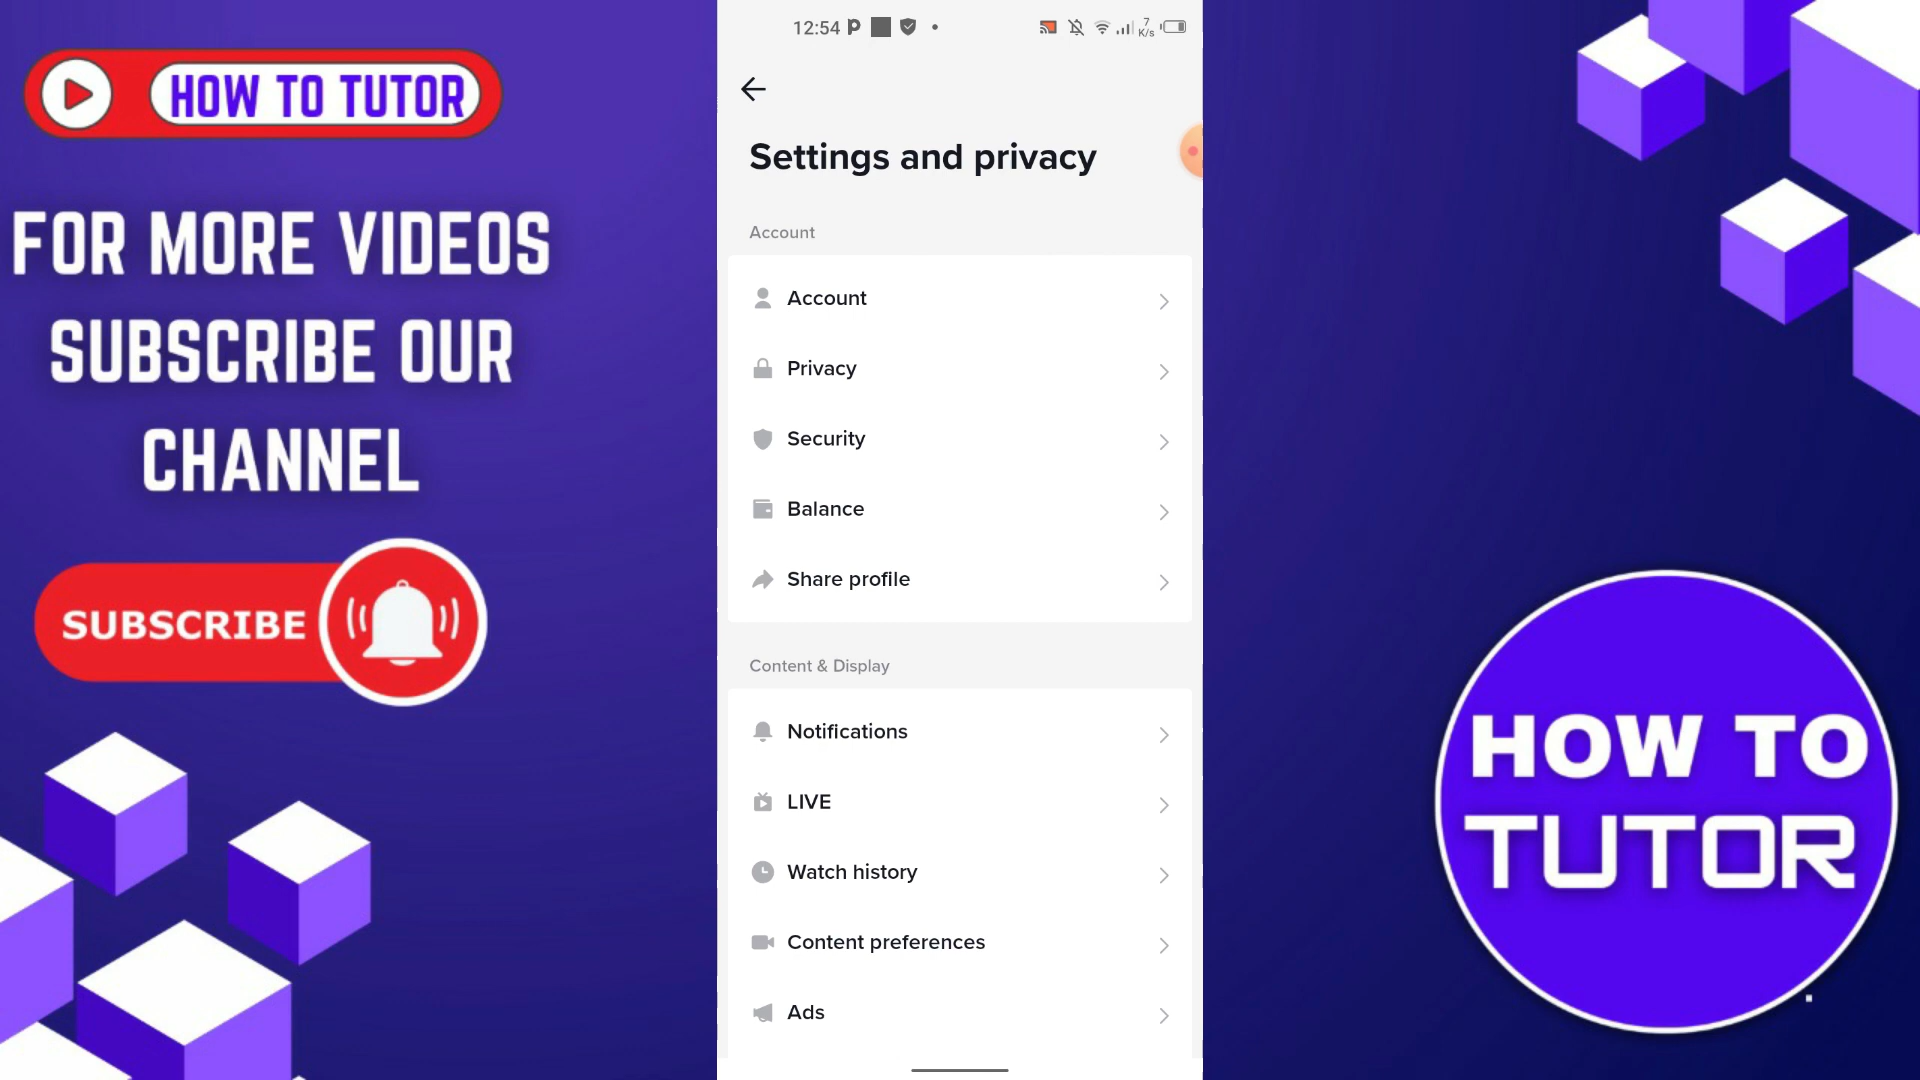 HOW TO TUTOR
FOR MORE VIDEOS
SUBSCRIBE OUR
CHANNEL
SUBSCRIBE
12:54
7
K/s
Settings and privacy
Account
Account
Privacy
Security
Balance
Share profile
Content & Display
Notifications
LIVE
Watch history
Content preferences
Ads
HOW TO
TUTOR